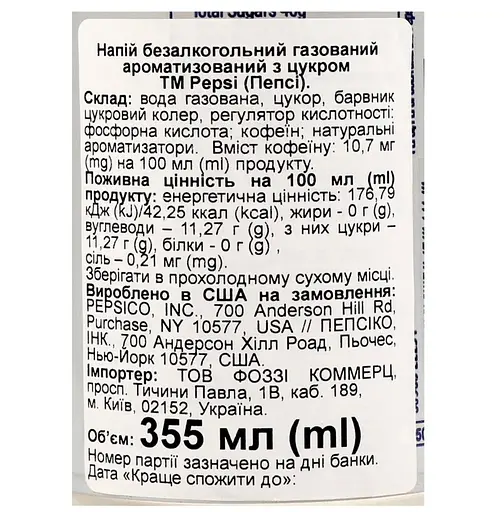 Total Sugars 40g
Напій безалкогольний газований
ароматизований з цукром
ТМ Pepsi (Пепсі).
Склад: вода газована, цукор, барвник
цукровий колер, регулятор кислотності:
фосфорна кислота; кофеїн; натуральні
ароматизатори. Вміст кофеїну: 10,7 мг
(mg) на 100 мл (ml) продукту.
Поживна цінність на 100 мл (ml)
продукту: енергетична цінність: 176,79
кДж (kJ)/42,25 ккал (kcal), жири - 0 г (g),
вуглеводи – 11,27 г (g), з них цукри –
11,27 г (g), білки - 0 г (g) ,
сіль – 0,21 мг (mg).
Зберігати в прохолодному сухому місці.
Вироблено в США на замовлення:
PEPSICO, INC., 700 Anderson Hill Rd,
Purchase, NY 10577, USA // ПЕПСІКО,
ІНК., 700 Андерсон Хілл Роад, Пьочес,
Нью-Йорк 10577, США.
Імпортер: ТОВ ФОЗЗІ КОММЕРЦ,
просп. Тичини Павла, 1В, каб. 189,
м. Київ, 02152, Україна.
Об'єм: 355 мл (ml)
Номер партії зазначено на дні банки.
Дата «Краще спожити до»: